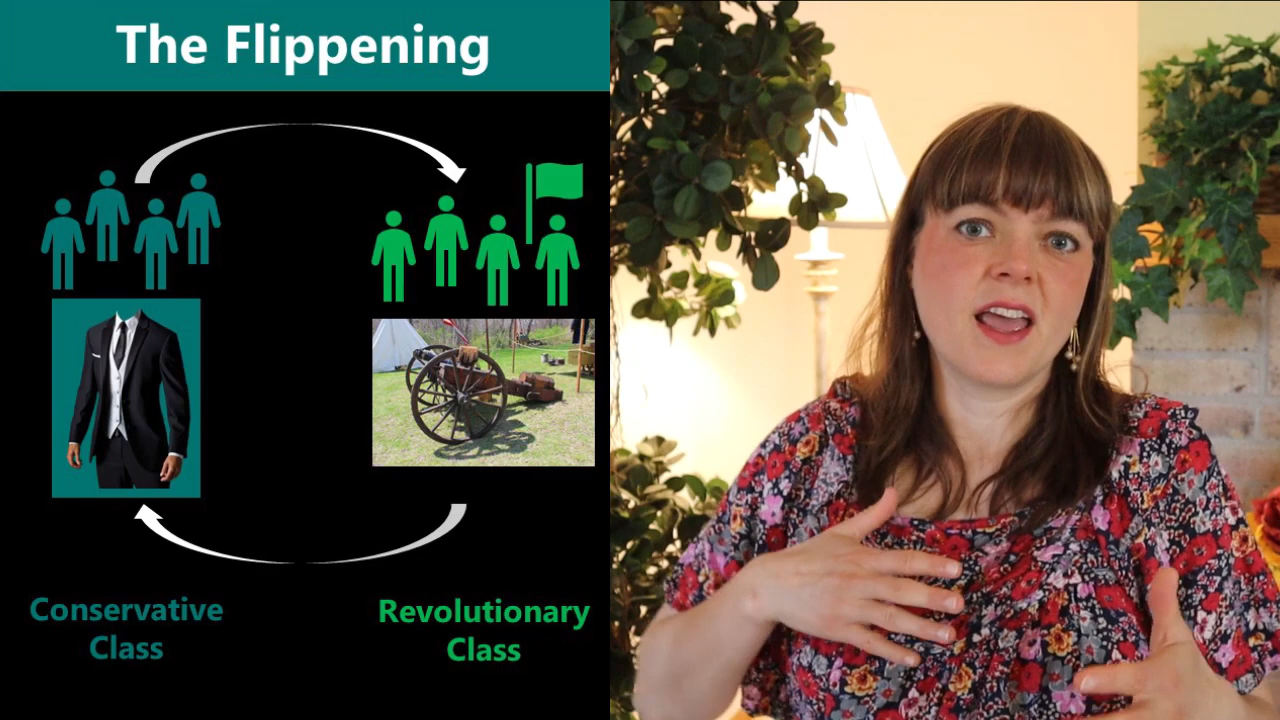 The Flippening
Conservative
Class
Revolutionary
Class